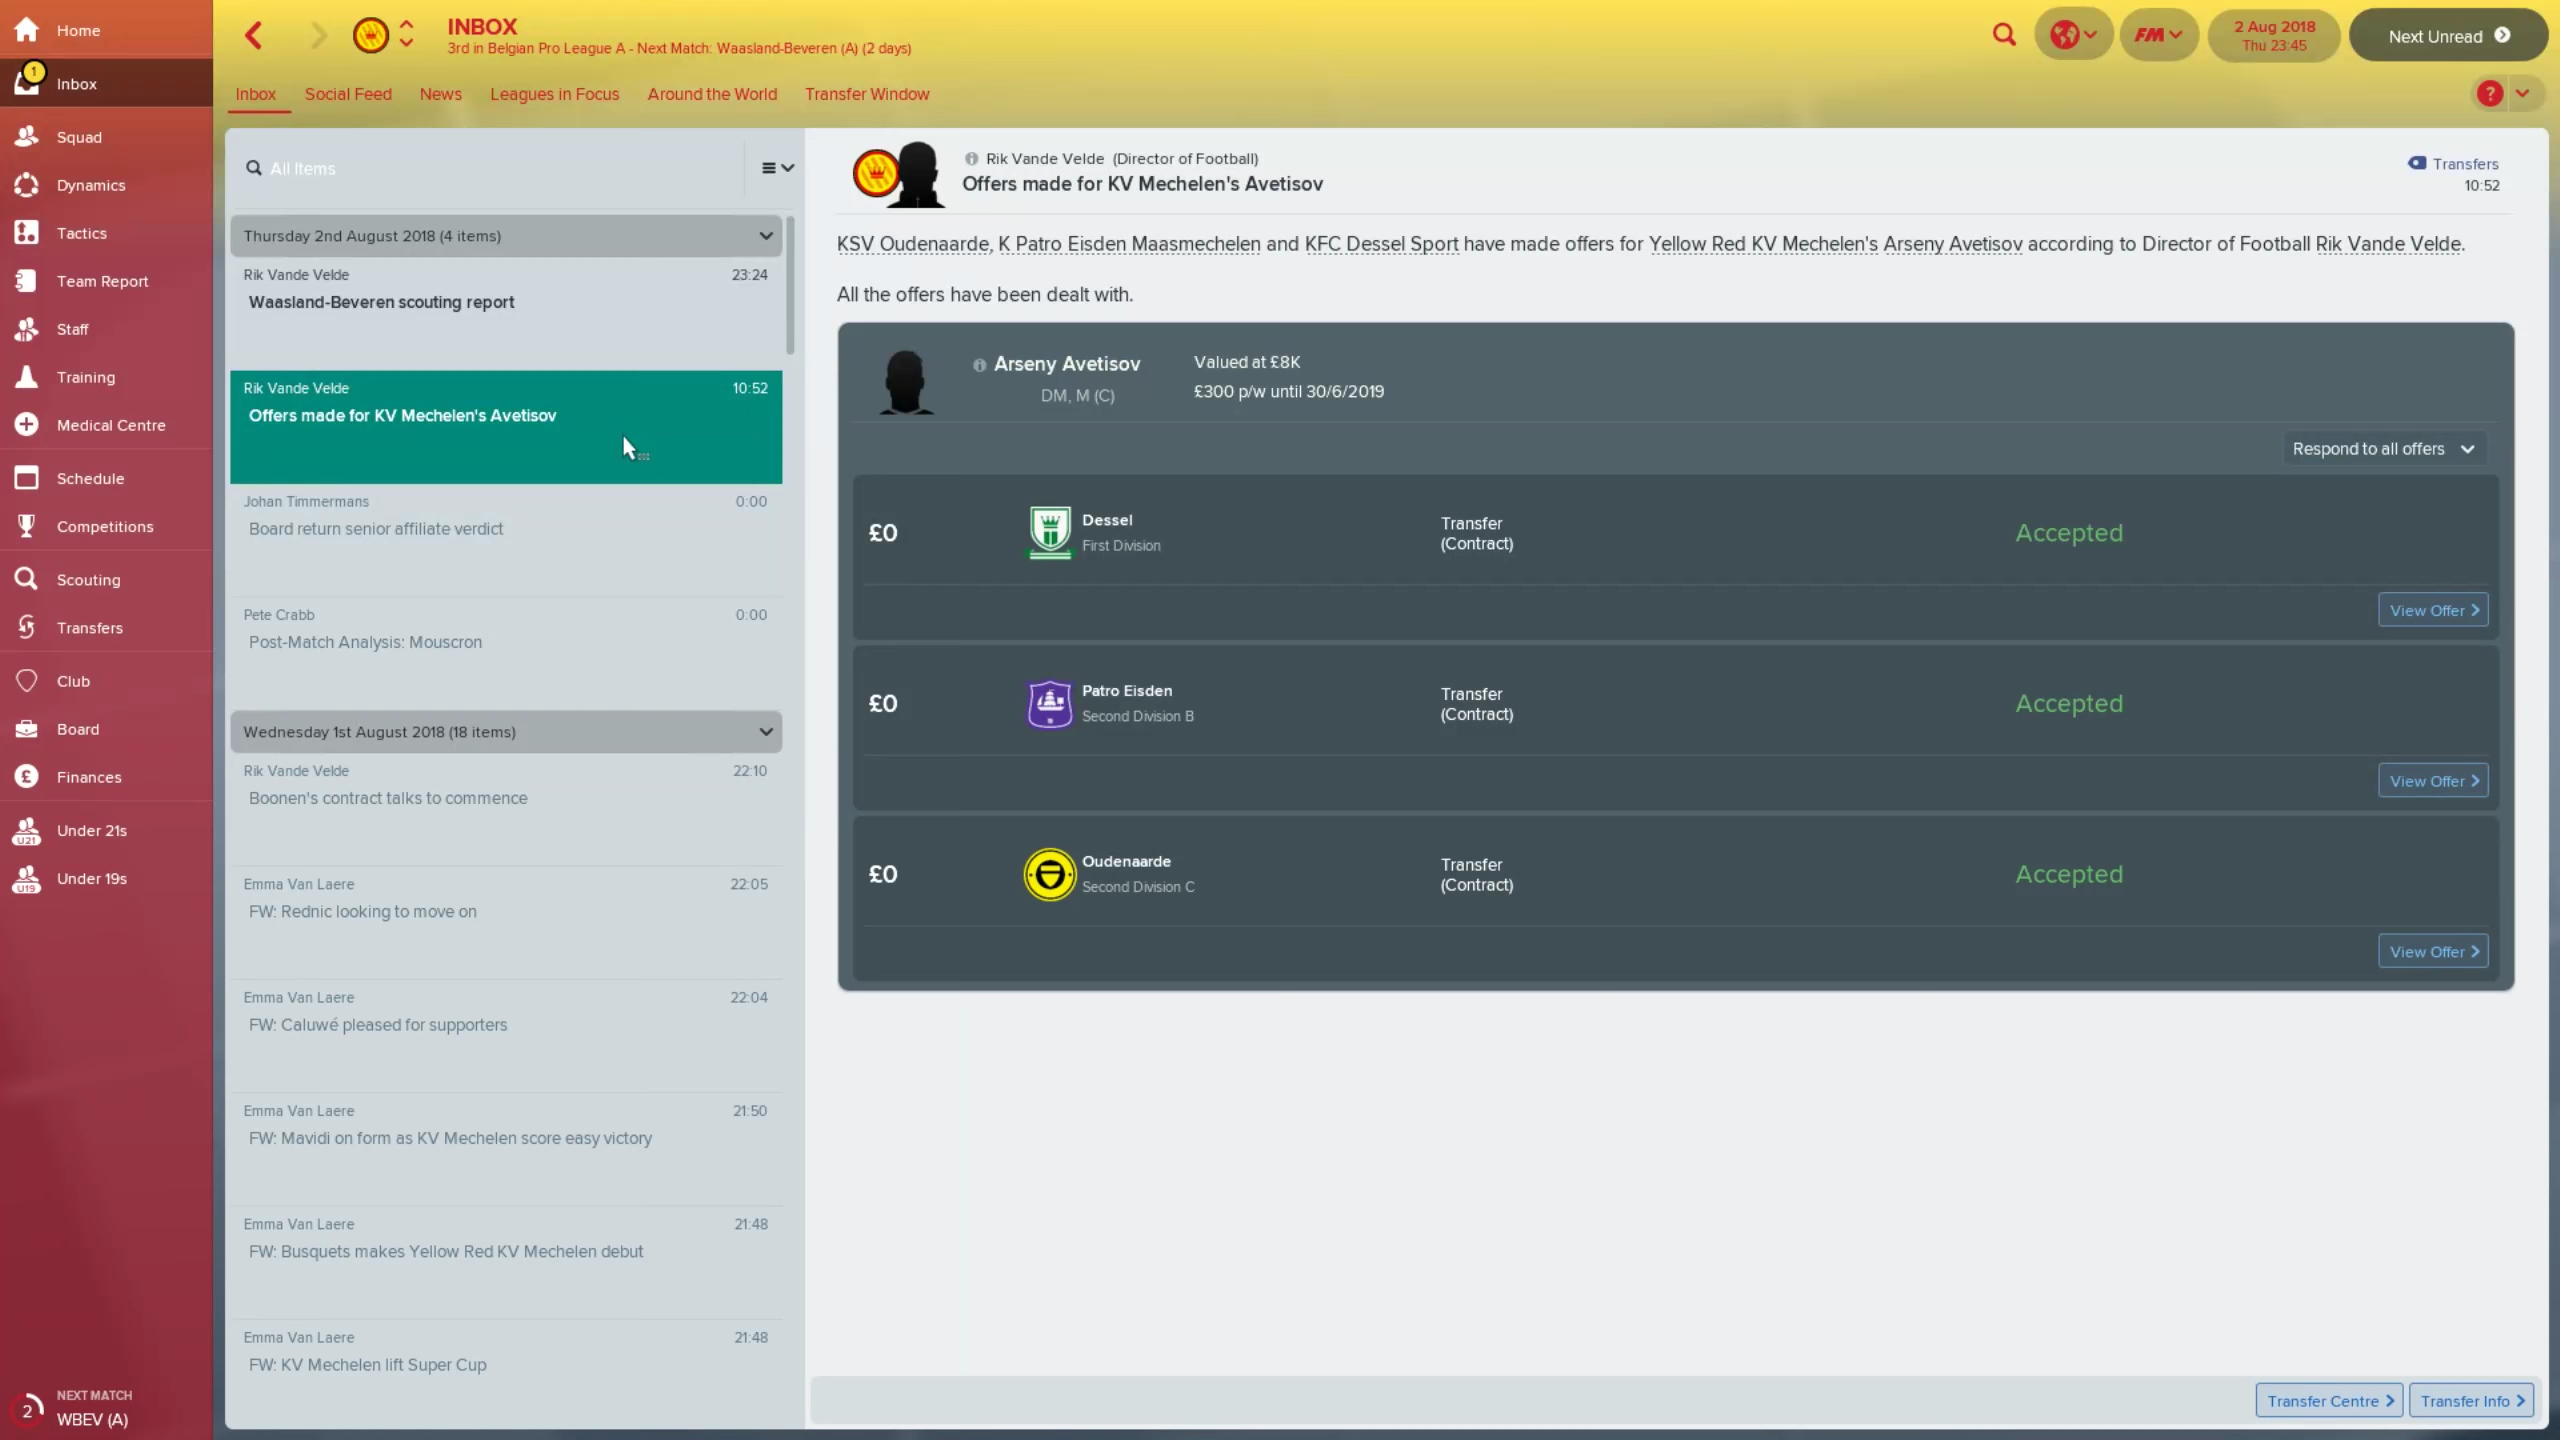 Home
1
Inbox
Squad
Dynamics
Tactics
Team Report
Staff
Training
Medical Centre
Schedule
Competitions
Scouting
Transfers
Club
Board
£
Finances
U21
Under 21s
U19
Under 19s
2
NEXT MATCH
WBEV (A)
INBOX
3rd in Belgian Pro League A - Next Match: Waasland-Beveren (A) (2 days)
FM
2 Aug 2018
Thu 23:45
Next Unread
Inbox Social Feed News Leagues in Focus Around the World Transfer Window
?
All Items
Thursday 2nd August 2018 (4 items)
Rik Vande Velde 23:24
Waasland-Beveren scouting report
Rik Vande Velde 10:52
Offers made for KV Mechelen's Avetisov
Johan Timmermans 0:00
Board return senior affiliate verdict
Pete Crabb 0:00
Post-Match Analysis: Mouscron
Wednesday 1st August 2018 (18 items)
Rik Vande Velde 22:10
Boonen's contract talks to commence
Emma Van Laere 22:05
FW: Rednic looking to move on
Emma Van Laere 22:04
FW: Caluwé pleased for supporters
Emma Van Laere 21:50
FW: Mavidi on form as KV Mechelen score easy victory
Emma Van Laere 21:48
FW: Busquets makes Yellow Red KV Mechelen debut
Emma Van Laere 21:48
FW: KV Mechelen lift Super Cup
Rik Vande Velde (Director of Football)
Offers made for KV Mechelen's Avetisov
Transfers
10:52
KSV Oudenaarde, K Patro Eisden Maasmechelen and KFC Dessel Sport have made offers for Yellow Red KV Mechelen's Arseny Avetisov according to Director of Football Rik Vande Velde.
All the offers have been dealt with.
Arseny Avetisov
DM, M (C)
Valued at £8K
£300 p/w until 30/6/2019
Respond to all offers
£0
Dessel
First Division
Transfer
(Contract)
Accepted
View Offer
£0
Patro Eisden
Second Division B
Transfer
(Contract)
Accepted
View Offer
£0
Oudenaarde
Second Division C
Transfer
(Contract)
Accepted
View Offer
Transfer Centre
Transfer Info